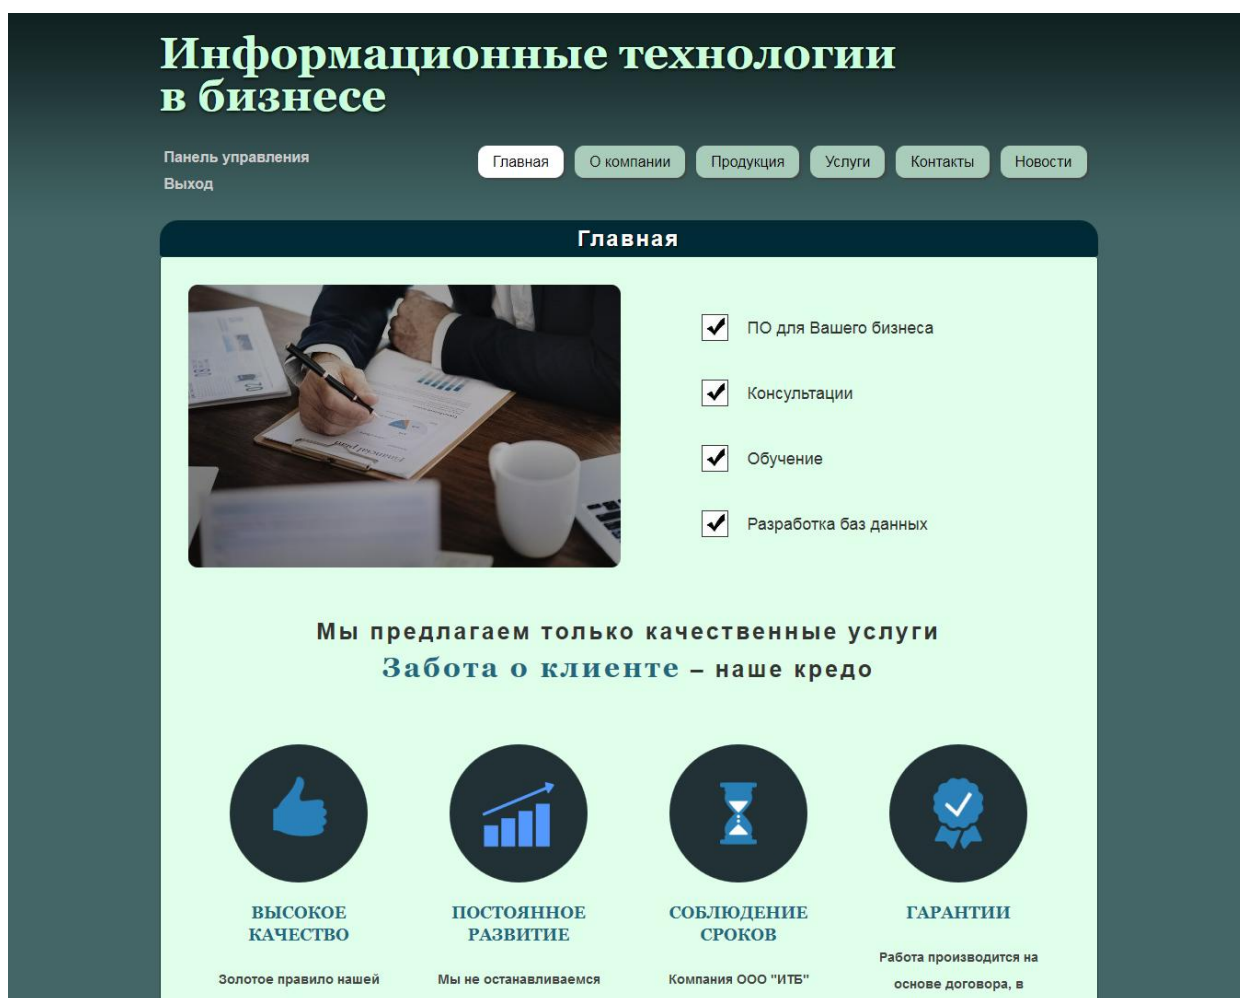 Информационные технологии
в бизнесе
Панель управления
Выход
Главная
О компании
Продукция
Услуги
Контакты
Новости
Главная
ПО для Вашего бизнеса
Консультации
Обучение
Разработка баз данных
Мы предлагаем только качественные услуги
Забота о клиенте – наше кредо
ВЫСОКОЕ
КАЧЕСТВО
Золотое правило нашей
ПОСТОЯННОЕ
РАЗВИТИЕ
Мы не останавливаемся
СОБЛЮДЕНИЕ
СРОКОВ
Компания ООО "ИТБ"
ГАРАНТИИ
Работа производится на
основе договора, в